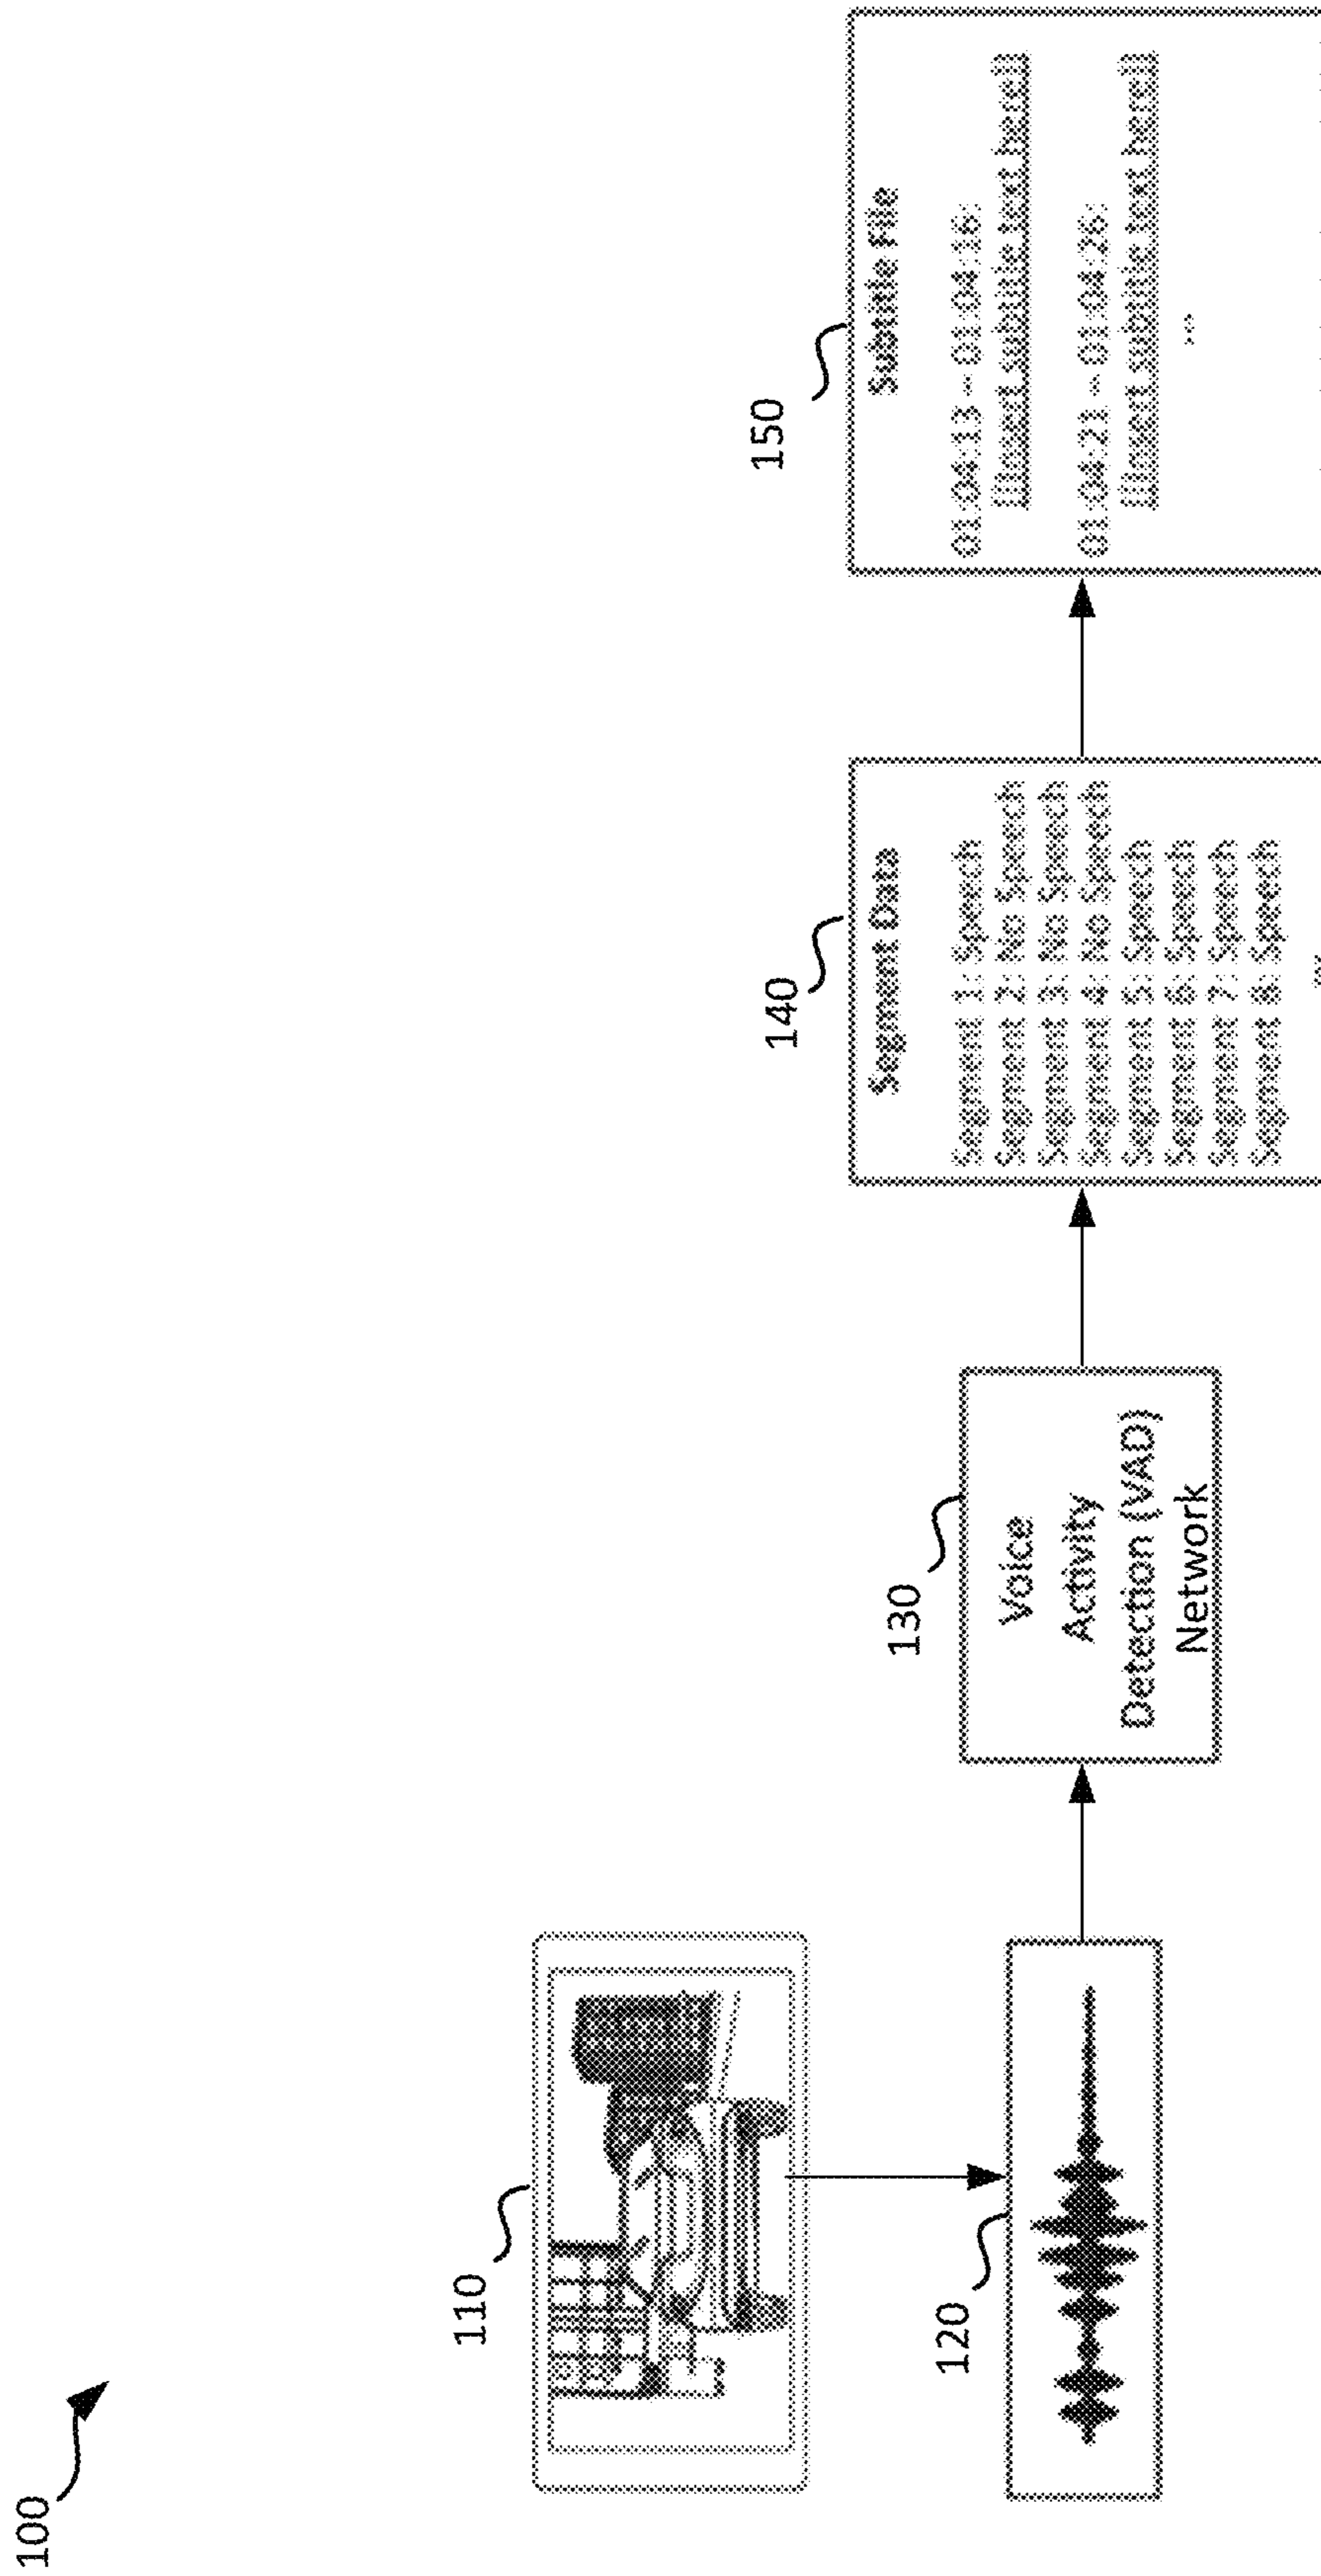 100
110
120
130
Voice
Activity
Detection (VAD)
Network
140
Segment Data
Segment 1: Speech
Segment 2: No Speech
Segment 3: No Speech
Segment 4: No Speech
Segment 5: Speech
Segment 6: Speech
Segment 7: Speech
Segment 8: Speech
...
150
Subtitle File
01:04:13 – 01:04:16:
[[Insert subtitle text here]]
01:04:21 – 01:04:26:
[[Insert subtitle text here]]
...